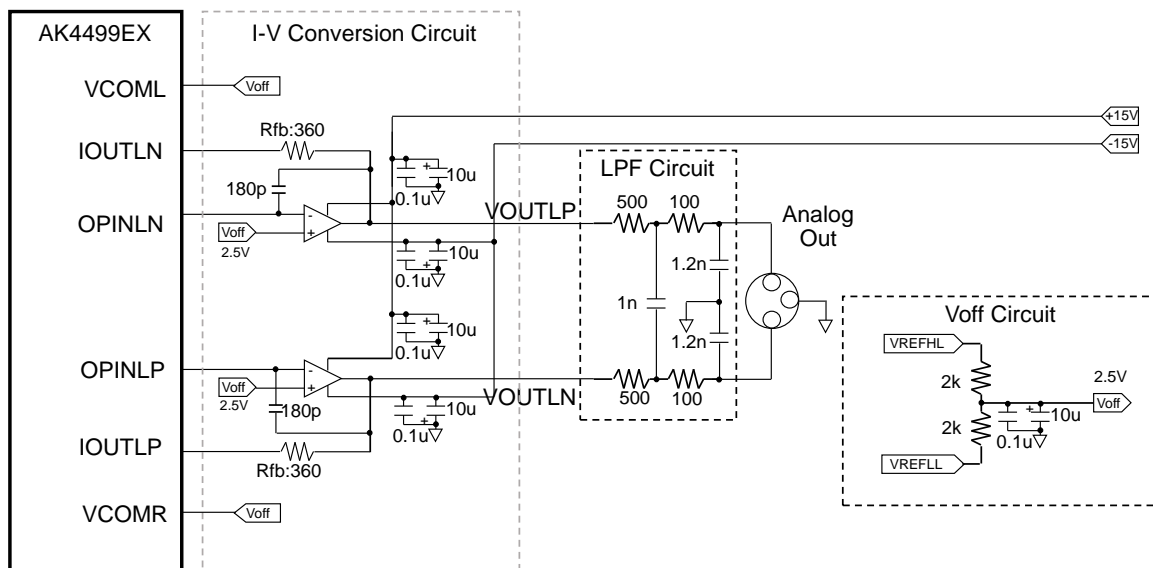 AK4499EX
I-V Conversion Circuit
VCOML
Voff
+15V
Rfb:360
-15V
IOUTLN
LPF Circuit
10u
180p
0.1u
500
100
Analog
Out
VOUTLP
OPINLN
Voff
2.5V
10u
0.1u
1.2n
1n
Voff Circuit
10u
0.1u
1.2n
VREFHL
OPINLP
Voff
2.5V
2k
2.5V
Voff
180p
VOUTLN
500
100
10u
0.1u
10u
0.1u
2k
IOUTLP
Rfb:360
VREFLL
VCOMR
Voff